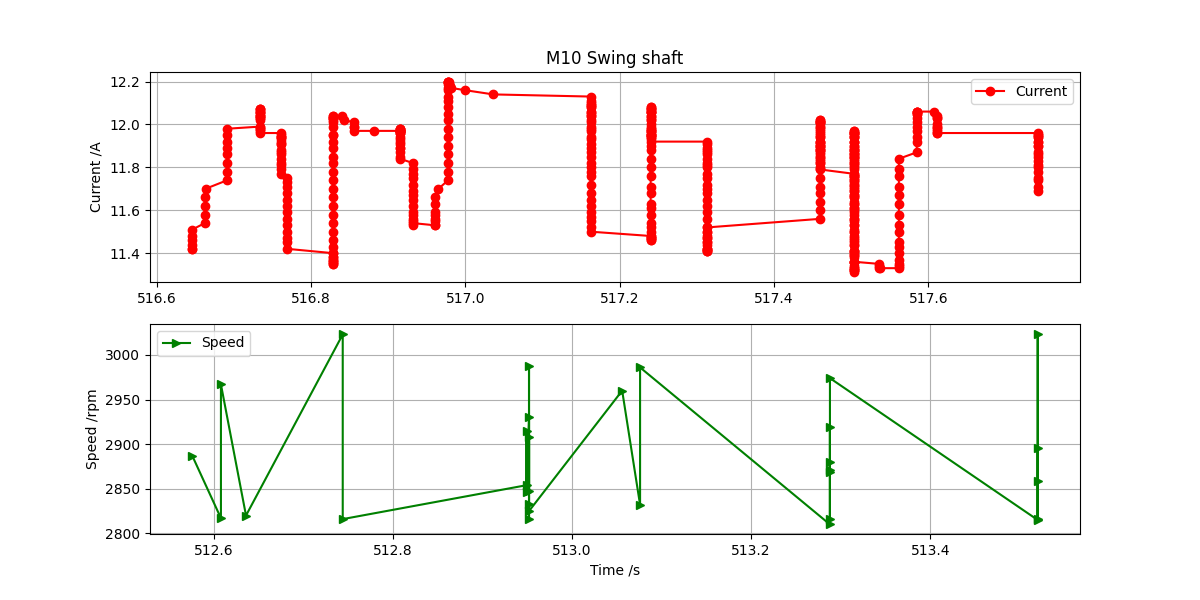 M10 Swing shaft
12.2
12.0
11.8
11.6
11.4
Current /A
Current
516.6 516.8 517.0 517.2 517.4 517.6
3000
2950
2900
2850
2800
Speed /rpm
Speed
512.6 512.8 513.0 513.2 513.4
Time /s